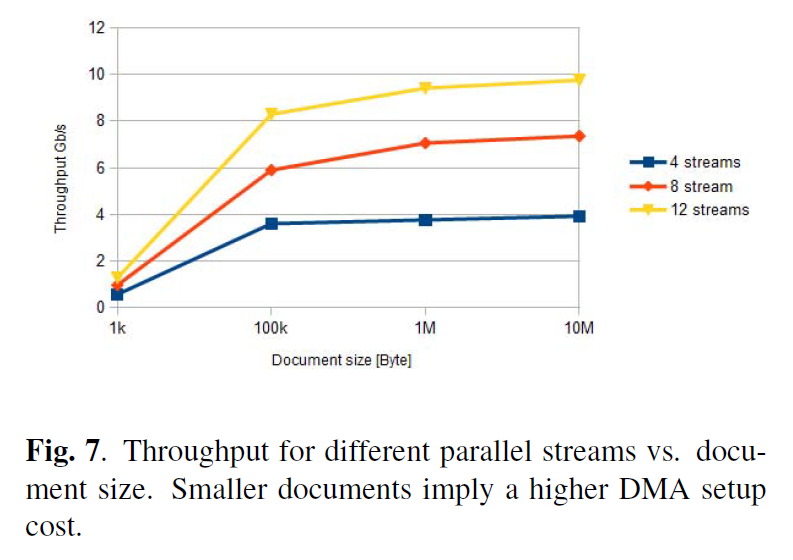 12
10
8
6
4
2
0
Throughput Gb/s
1k 100k 1M 10M
Document size [Byte]
4 streams
8 stream
12 streams
Fig. 7. Throughput for different parallel streams vs. docu-
ment size. Smaller documents imply a higher DMA setup
cost.